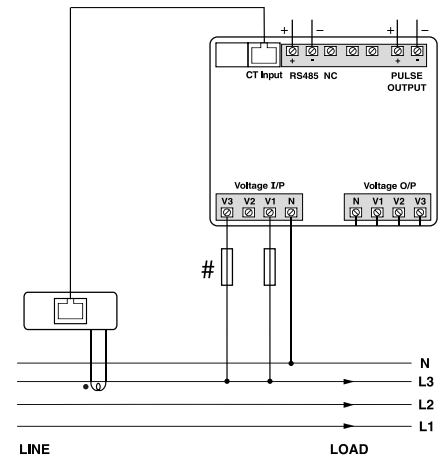 + – + –
CT Input RS485 NC PULSE OUTPUT
+ - + -
Voltage I/P
V3 V2 V1 N
Voltage O/P
N V1 V2 V3
#
N
L3
L2
L1
LINE LOAD